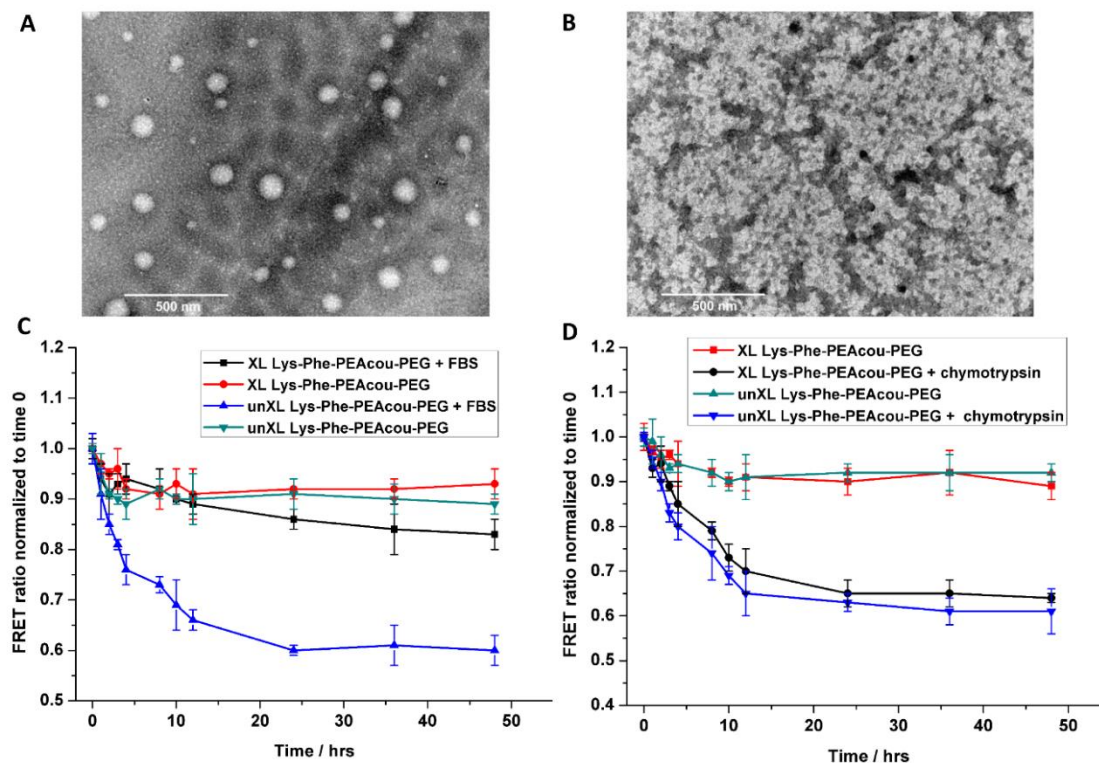 A
B
500 nm
500 nm
C
D
XL Lys-Phe-PEAcou-PEG + FBS
XL Lys-Phe-PEAcou-PEG
unXL Lys-Phe-PEAcou-PEG + FBS
unXL Lys-Phe-PEAcou-PEG
FRET ratio normalized to time 0
1.2
1.1
1.0
0.9
0.8
0.7
0.6
0.5
0
10
20
30
40
50
Time / hrs
XL Lys-Phe-PEAcou-PEG
XL Lys-Phe-PEAcou-PEG + chymotrypsin
unXL Lys-Phe-PEAcou-PEG
unXL Lys-Phe-PEAcou-PEG + chymotrypsin
FRET ratio normalized to time 0
1.2
1.1
1.0
0.9
0.8
0.7
0.6
0.5
0.4
0
10
20
30
40
50
Time / hrs